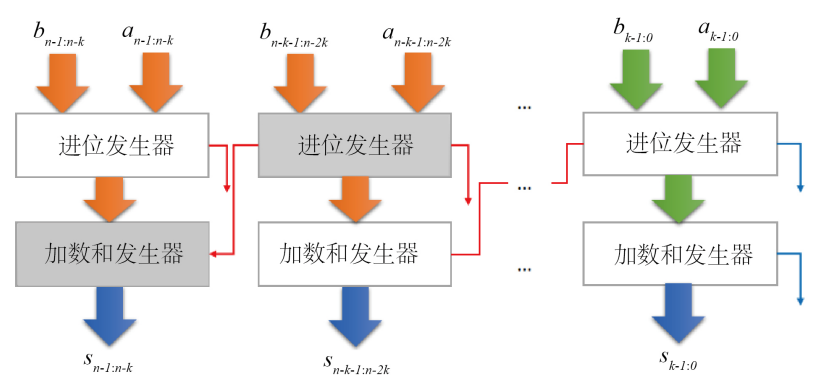 b n-1:n-k a n-1:n-k b n-k-1:n-2k a n-k-1:n-2k b k-1:0 a k-1:0
...
进位发生器 进位发生器 进位发生器
...
加数和发生器 加数和发生器 加数和发生器
...
s n-1:n-k s n-k-1:n-2k s k-1:0